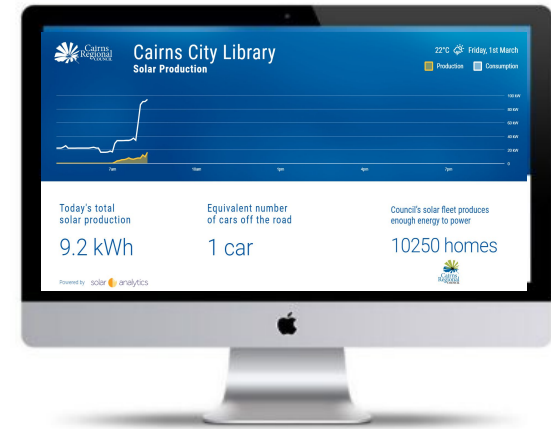 Cairns
Regional
COUNCIL
Cairns City Library
Solar Production
22°C Friday, 1st March
Production Consumption
100 kW
80 kW
60 kW
40 kW
20 kW
0
7am 10am 1pm 4pm 7pm
Today's total
solar production
9.2 kWh
Equivalent number
of cars off the road
1 car
Council's solar fleet produces
enough energy to power
10250 homes
Cairns
Regional
COUNCIL
Powered by solar analytics